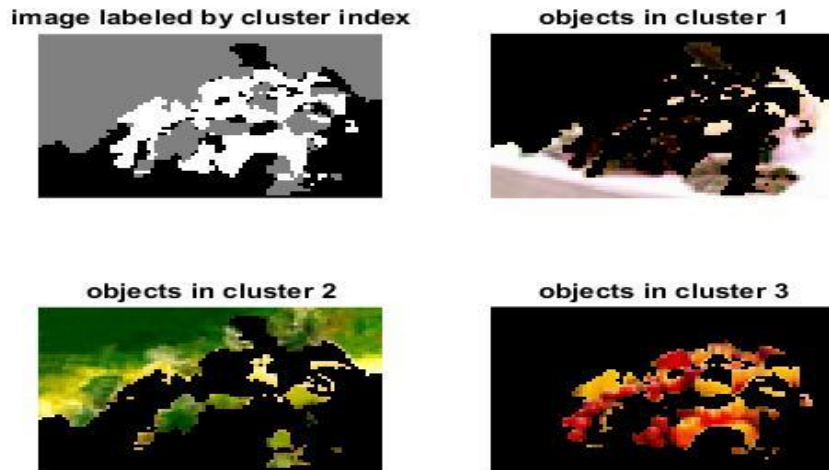 image labeled by cluster index
objects in cluster 1
objects in cluster 2
objects in cluster 3